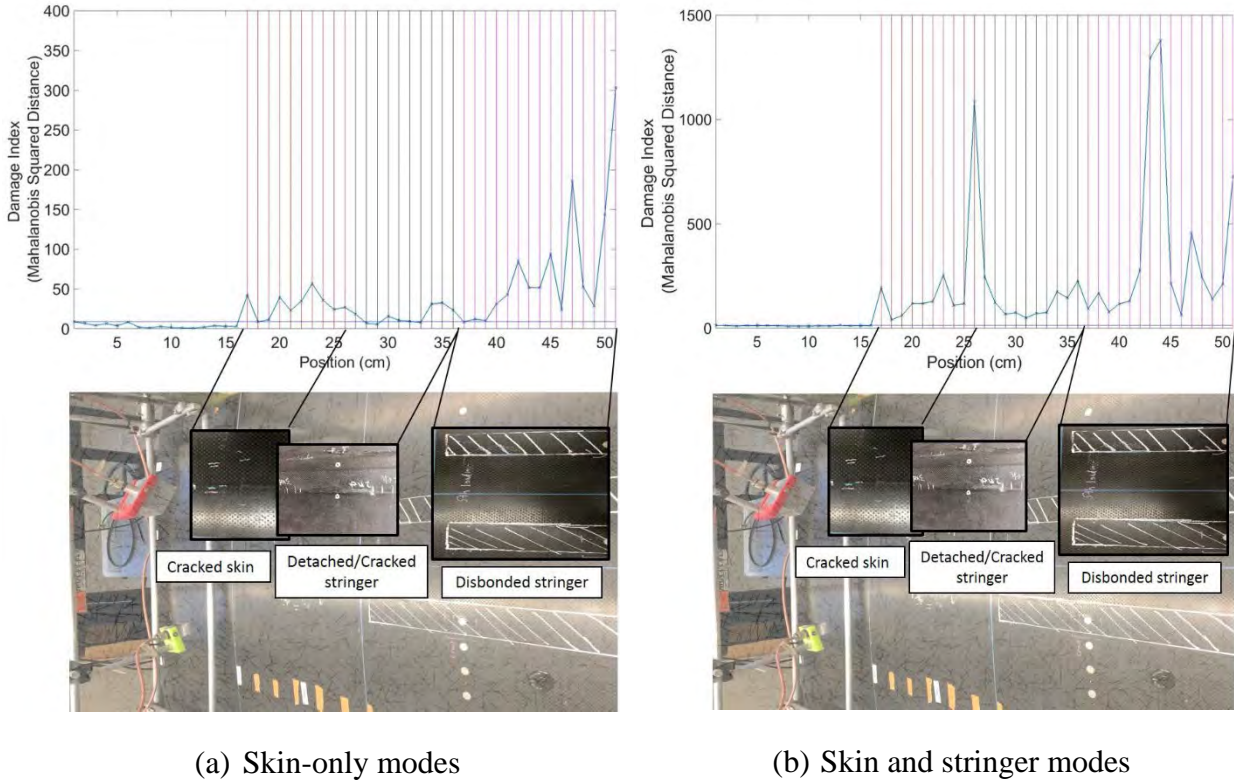 400
350
300
250
200
150
100
50
0
Damage Index
(Mahalanobis Squared Distance)
5 10 15 20 25 30 35 40 45 50
Position (cm)
Cracked skin
Detached/Cracked
stringer
Disbonded stringer
(a) Skin-only modes
1500
1000
500
0
Damage Index
(Mahalanobis Squared Distance)
5 10 15 20 25 30 35 40 45 50
Position (cm)
Cracked skin
Detached/Cracked
stringer
Disbonded stringer
(b) Skin and stringer modes